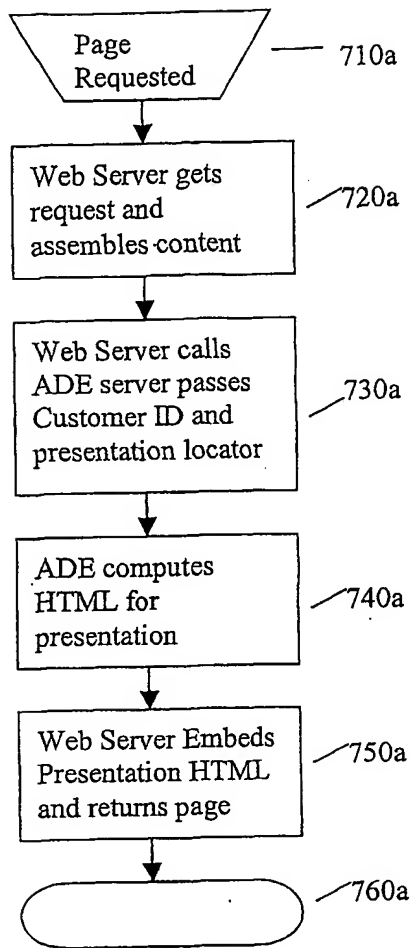 Page
Requested
710a
Web Server gets
request and
assembles content
720a
Web Server calls
ADE server passes
Customer ID and
presentation locator
730a
ADE computes
HTML for
presentation
740a
Web Server Embeds
Presentation HTML
and returns page
750a
760a